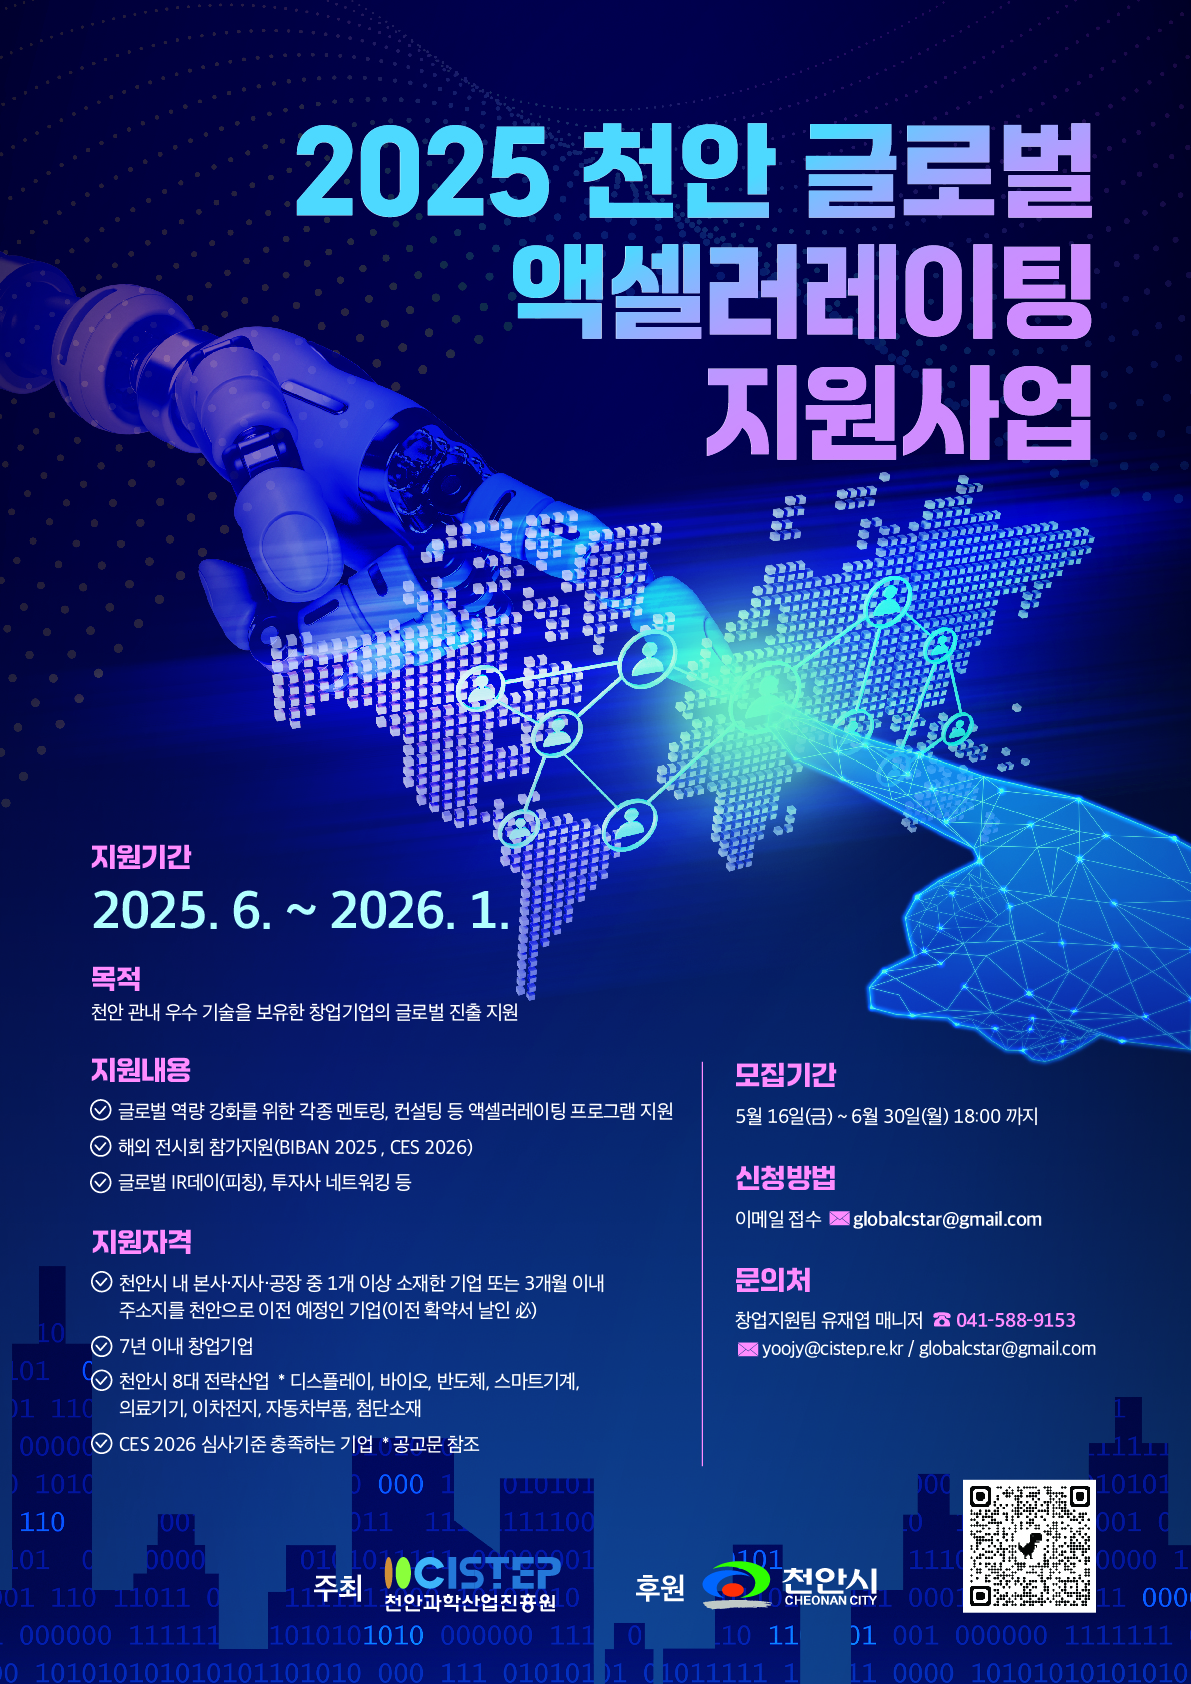 2025 천안 글로벌
액셀러레이팅
지원사업
지원기간
2025. 6. ~ 2026. 1.
목적
천안 관내 우수 기술을 보유한 창업기업의 글로벌 진출 지원
지원내용
글로벌 역량 강화를 위한 각종 멘토링, 컨설팅 등 액셀러레이팅 프로그램 지원
해외 전시회 참가지원(BIBAN 2025 , CES 2026)
글로벌 IR데이(피칭), 투자사 네트워킹 등
지원자격
천안시 내 본사·지사·공장 중 1개 이상 소재한 기업 또는 3개월 이내
주소지를 천안으로 이전 예정인 기업(이전 확약서 날인 必)
7년 이내 창업기업
천안시 8대 전략산업 * 디스플레이, 바이오, 반도체, 스마트기계,
의료기기, 이차전지, 자동차부품, 첨단소재
CES 2026 심사기준 충족하는 기업 * 공고문 참조
모집기간
5월 16일(금) ~ 6월 30일(월) 18:00 까지
신청방법
이메일 접수 globalcstar@gmail.com
문의처
창업지원팀 유재엽 매니저 ☎ 041-588-9153
yoojy@cistep.re.kr / globalcstar@gmail.com
주최 CISTEP
천안과학산업진흥원
후원 천안시
CHEONAN CITY